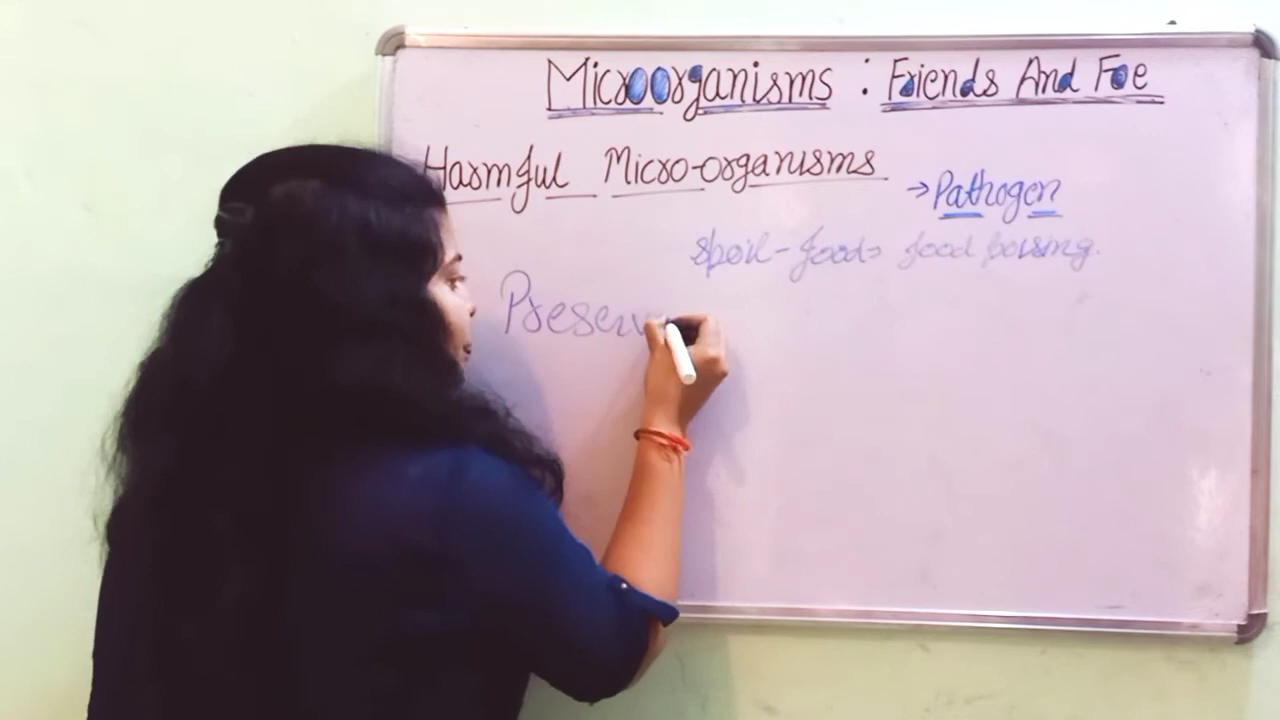 Microorganisms : Friends And Foe
Harmful Micro-organisms
→ Pathogen
spoil - foods food poising.
Preserv